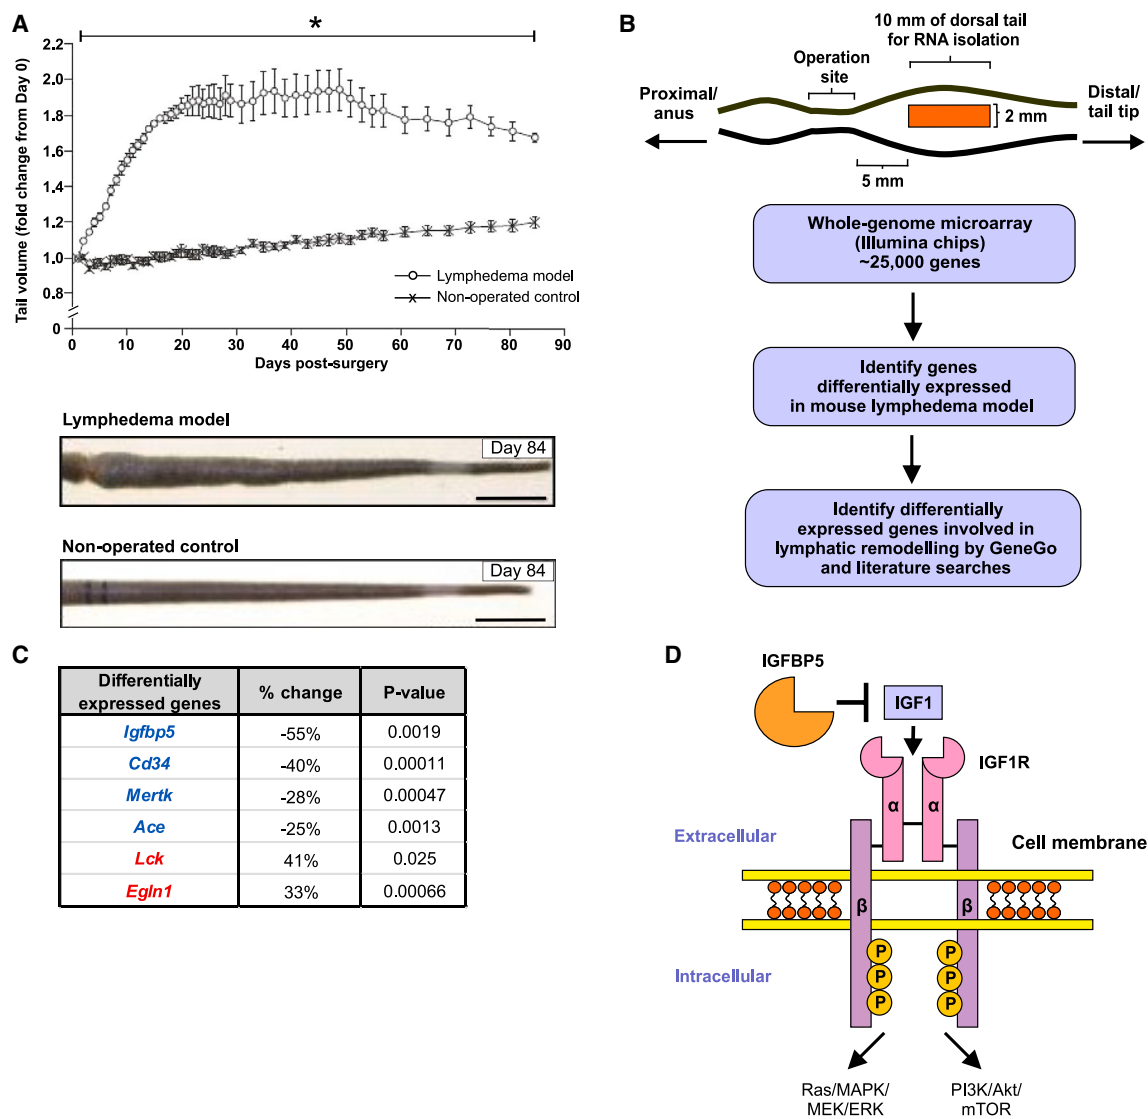 A
*
2.2
2.0
1.8
1.6
1.4
1.2
1.0
0.8
0
Tail volume (fold change from Day 0)
0 10 20 30 40 50 60 70 80 90
Days post-surgery
Lymphedema model
Non-operated control
Lymphedema model
Day 84
Non-operated control
Day 84
B
10 mm of dorsal tail
for RNA isolation
Operation
site
Proximal/
anus
Distal/
tail tip
2 mm
5 mm
Whole-genome microarray
(Illumina chips)
~25,000 genes
Identify genes
differentially expressed
in mouse lymphedema model
Identify differentially
expressed genes involved in
lymphatic remodelling by GeneGo
and literature searches
C
Differentially
expressed genes
% change
P-value
Igfbp5 -55% 0.0019
Cd34 -40% 0.00011
Mertk -28% 0.00047
Ace -25% 0.0013
Lck 41% 0.025
Egln1 33% 0.00066
D
IGFBP5
IGF1
IGF1R
α α
Extracellular
Cell membrane
β β
Intracellular
P P
P P
P P
Ras/MAPK/
MEK/ERK
PI3K/Akt/
mTOR